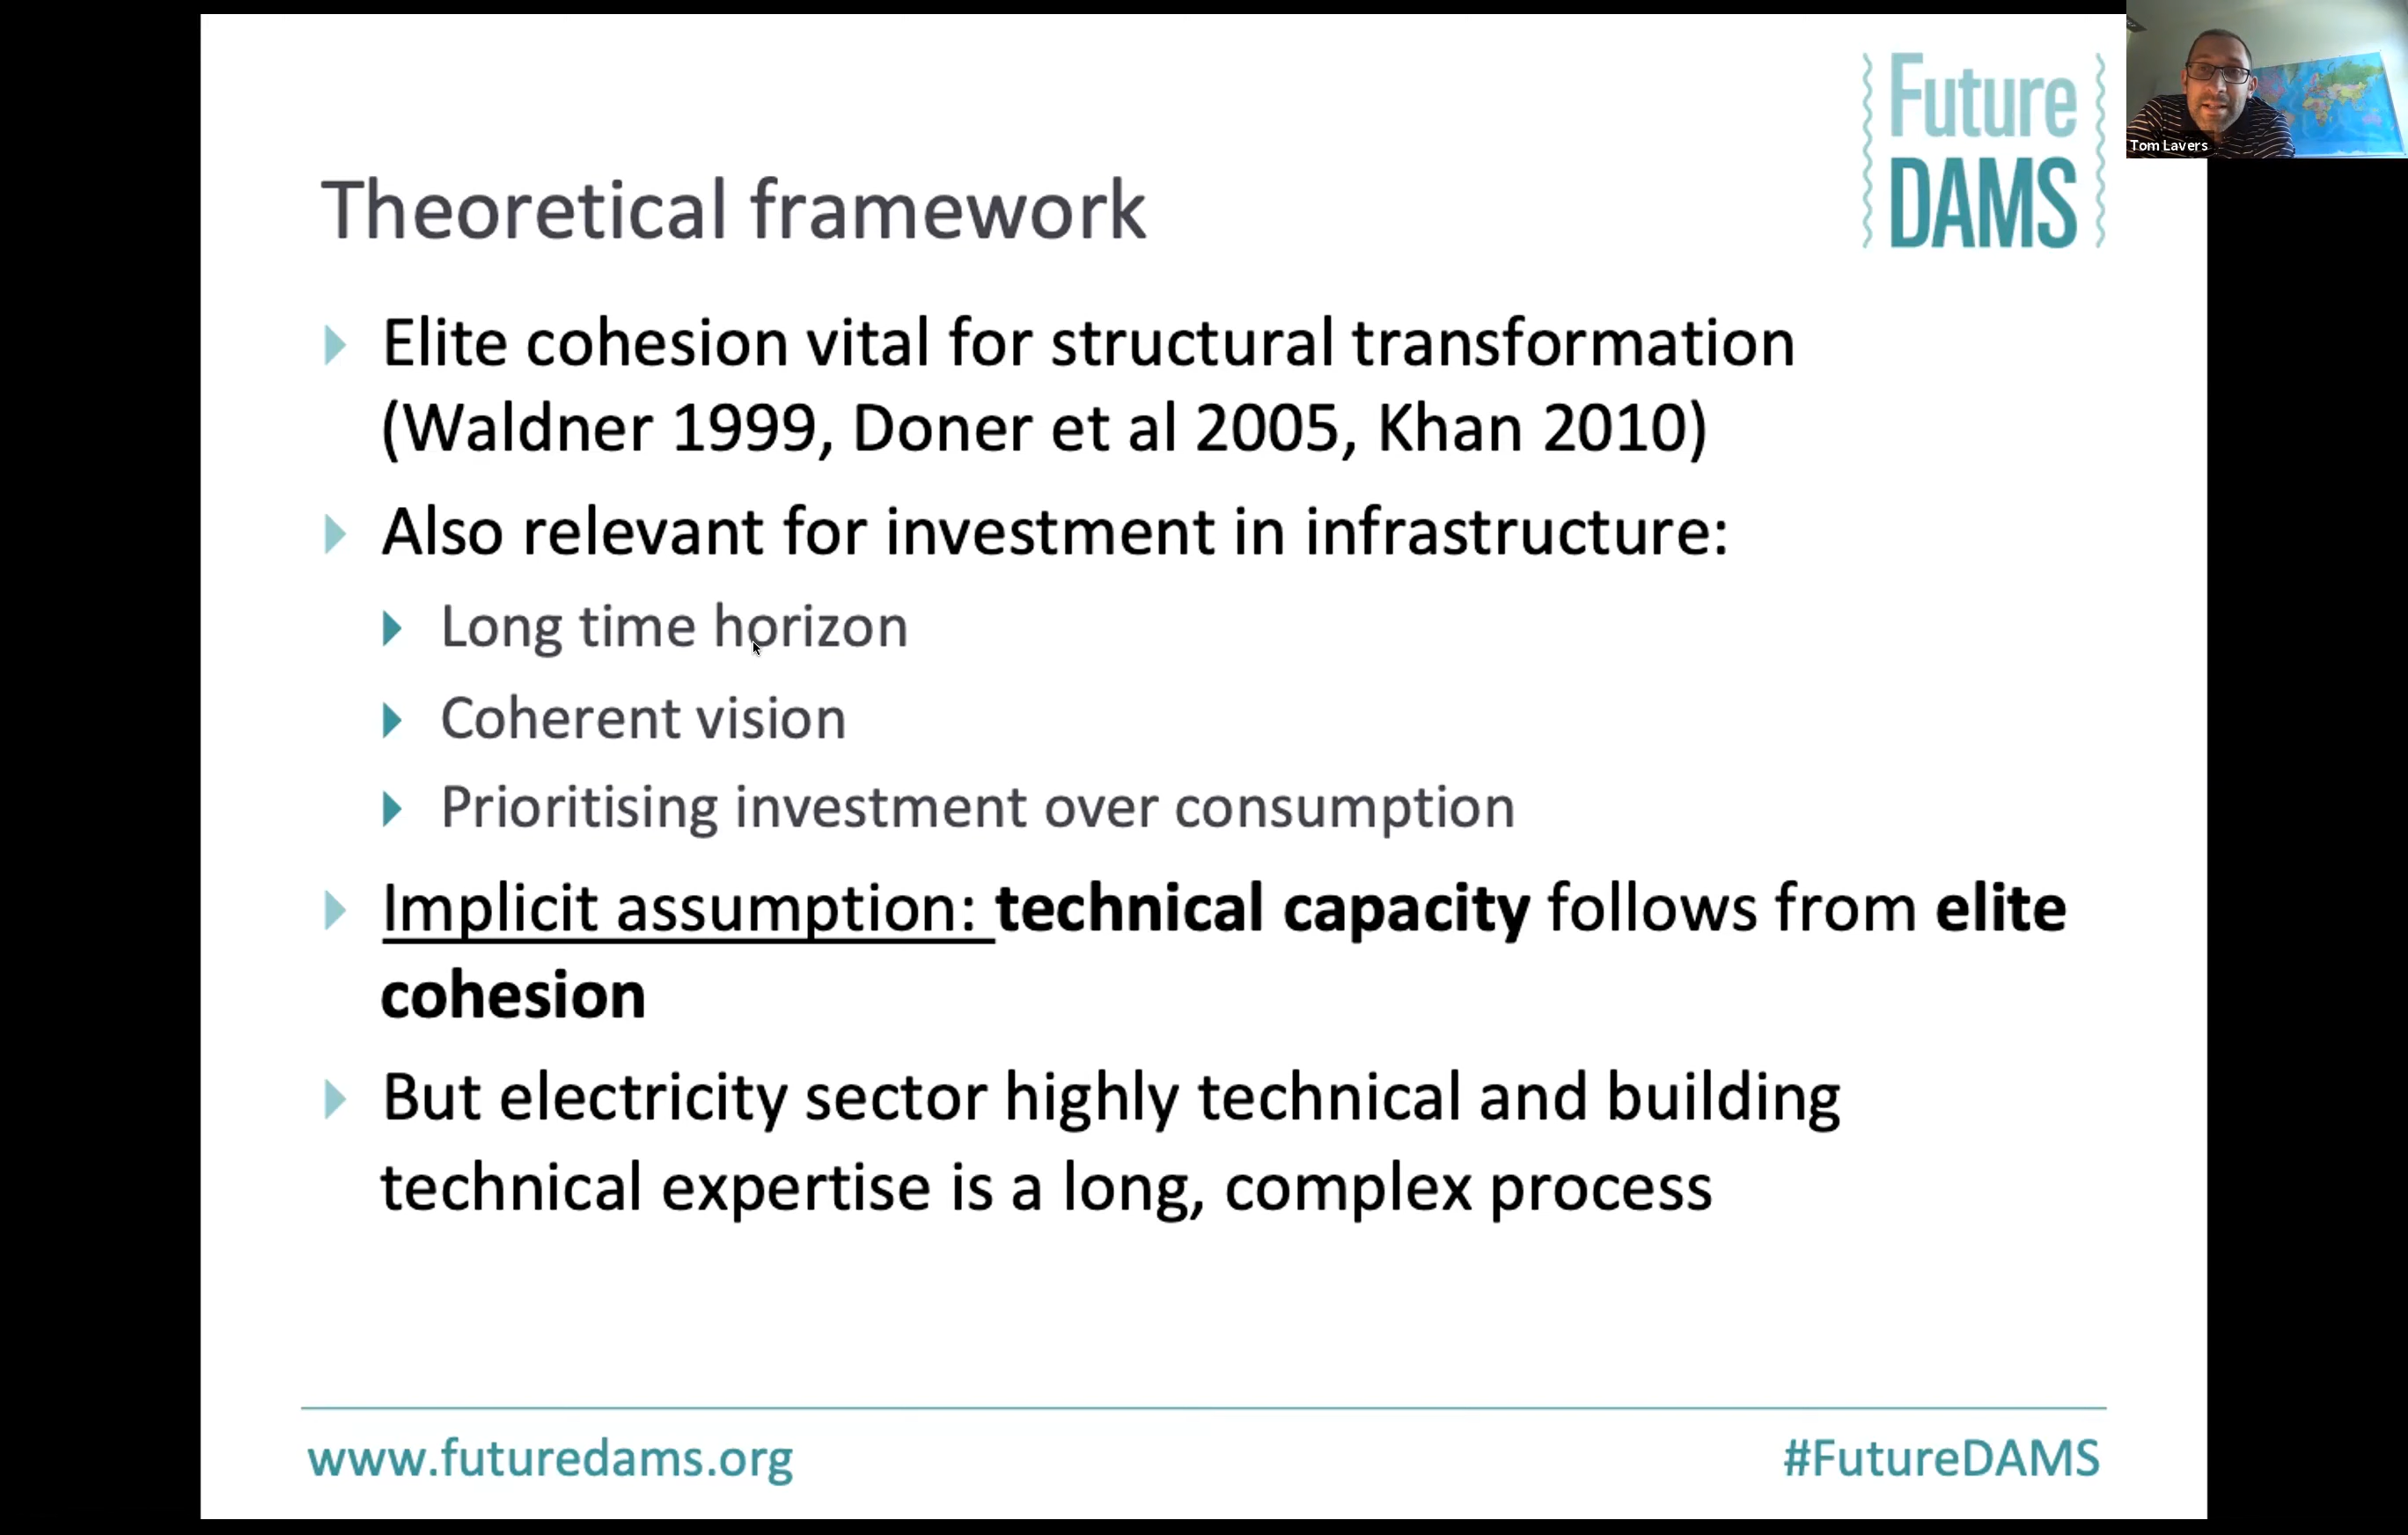 Future
DAMS
Tom Lavers
Theoretical framework
Elite cohesion vital for structural transformation
(Waldner 1999, Doner et al 2005, Khan 2010)
Also relevant for investment in infrastructure:
Long time horizon
Coherent vision
Prioritising investment over consumption
Implicit assumption: technical capacity follows from elite
cohesion
But electricity sector highly technical and building
technical expertise is a long, complex process
www.futuredams.org
#FutureDAMS